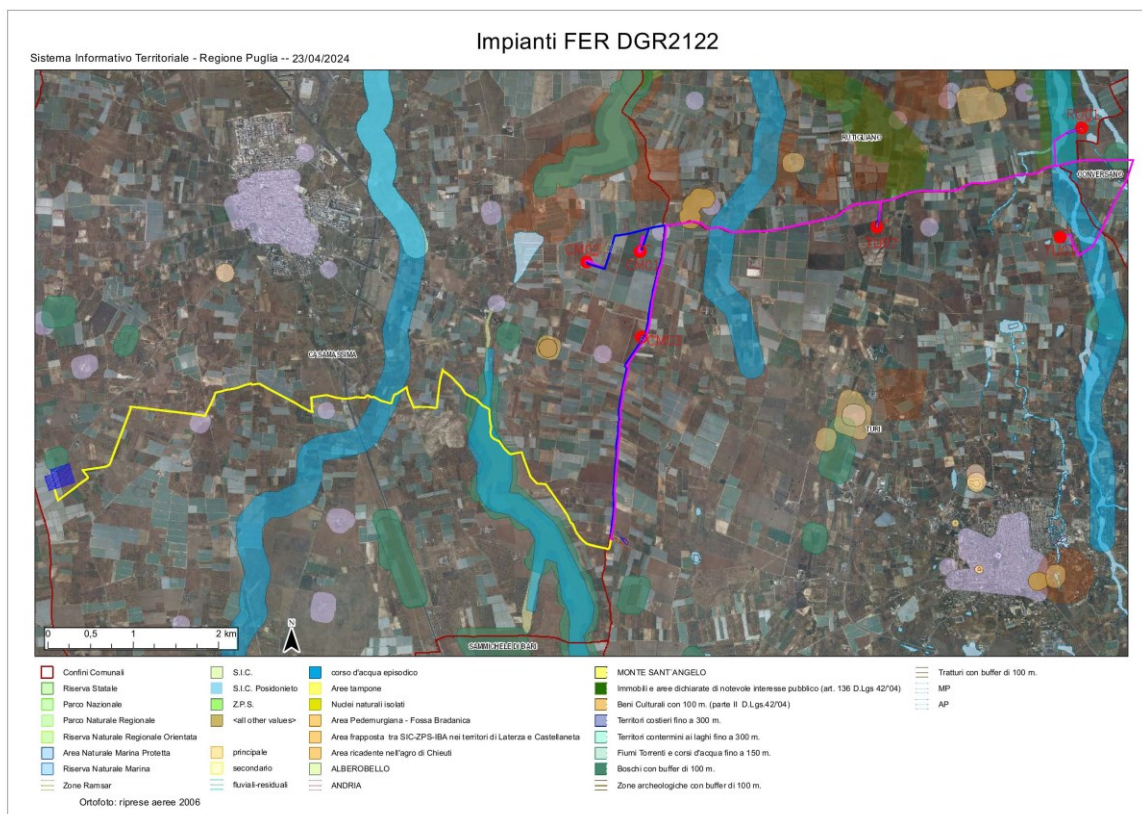 Impianti FER DGR2122
Sistema Informativo Territoriale - Regione Puglia -- 23/04/2024
RUTIGLIANO
CONVERSANO
CASAMASSIMA
TURI
SAMMICHELE DI BARI
0 0,5 1 2 km
N
Confini Comunali
Riserva Statale
Parco Nazionale
Parco Naturale Regionale
Riserva Naturale Regionale Orientata
Area Naturale Marina Protetta
Riserva Naturale Marina
Zone Ramsar
S.I.C.
S.I.C. Posidonieto
Z.P.S.
<all other values>
principale
secondario
fluviali-residuali
corso d'acqua episodico
Aree tampone
Nuclei naturali isolati
Area Pedemurgiana - Fossa Bradanica
Area frapposta tra SIC-ZPS-IBA nei territori di Laterza e Castellaneta
Area ricadente nell'agro di Chieuti
ALBEROBELLO
ANDRIA
MONTE SANT'ANGELO
Immobili e aree dichiarate di notevole interesse pubblico (art. 136 D.Lgs 42/'04)
Beni Culturali con 100 m. (parte II D.Lgs.42/'04)
Territori costieri fino a 300 m.
Territori contermini ai laghi fino a 300 m.
Fiumi Torrenti e corsi d'acqua fino a 150 m.
Boschi con buffer di 100 m.
Zone archeologiche con buffer di 100 m.
Tratturi con buffer di 100 m.
MP
AP
Ortofoto: riprese aeree 2006